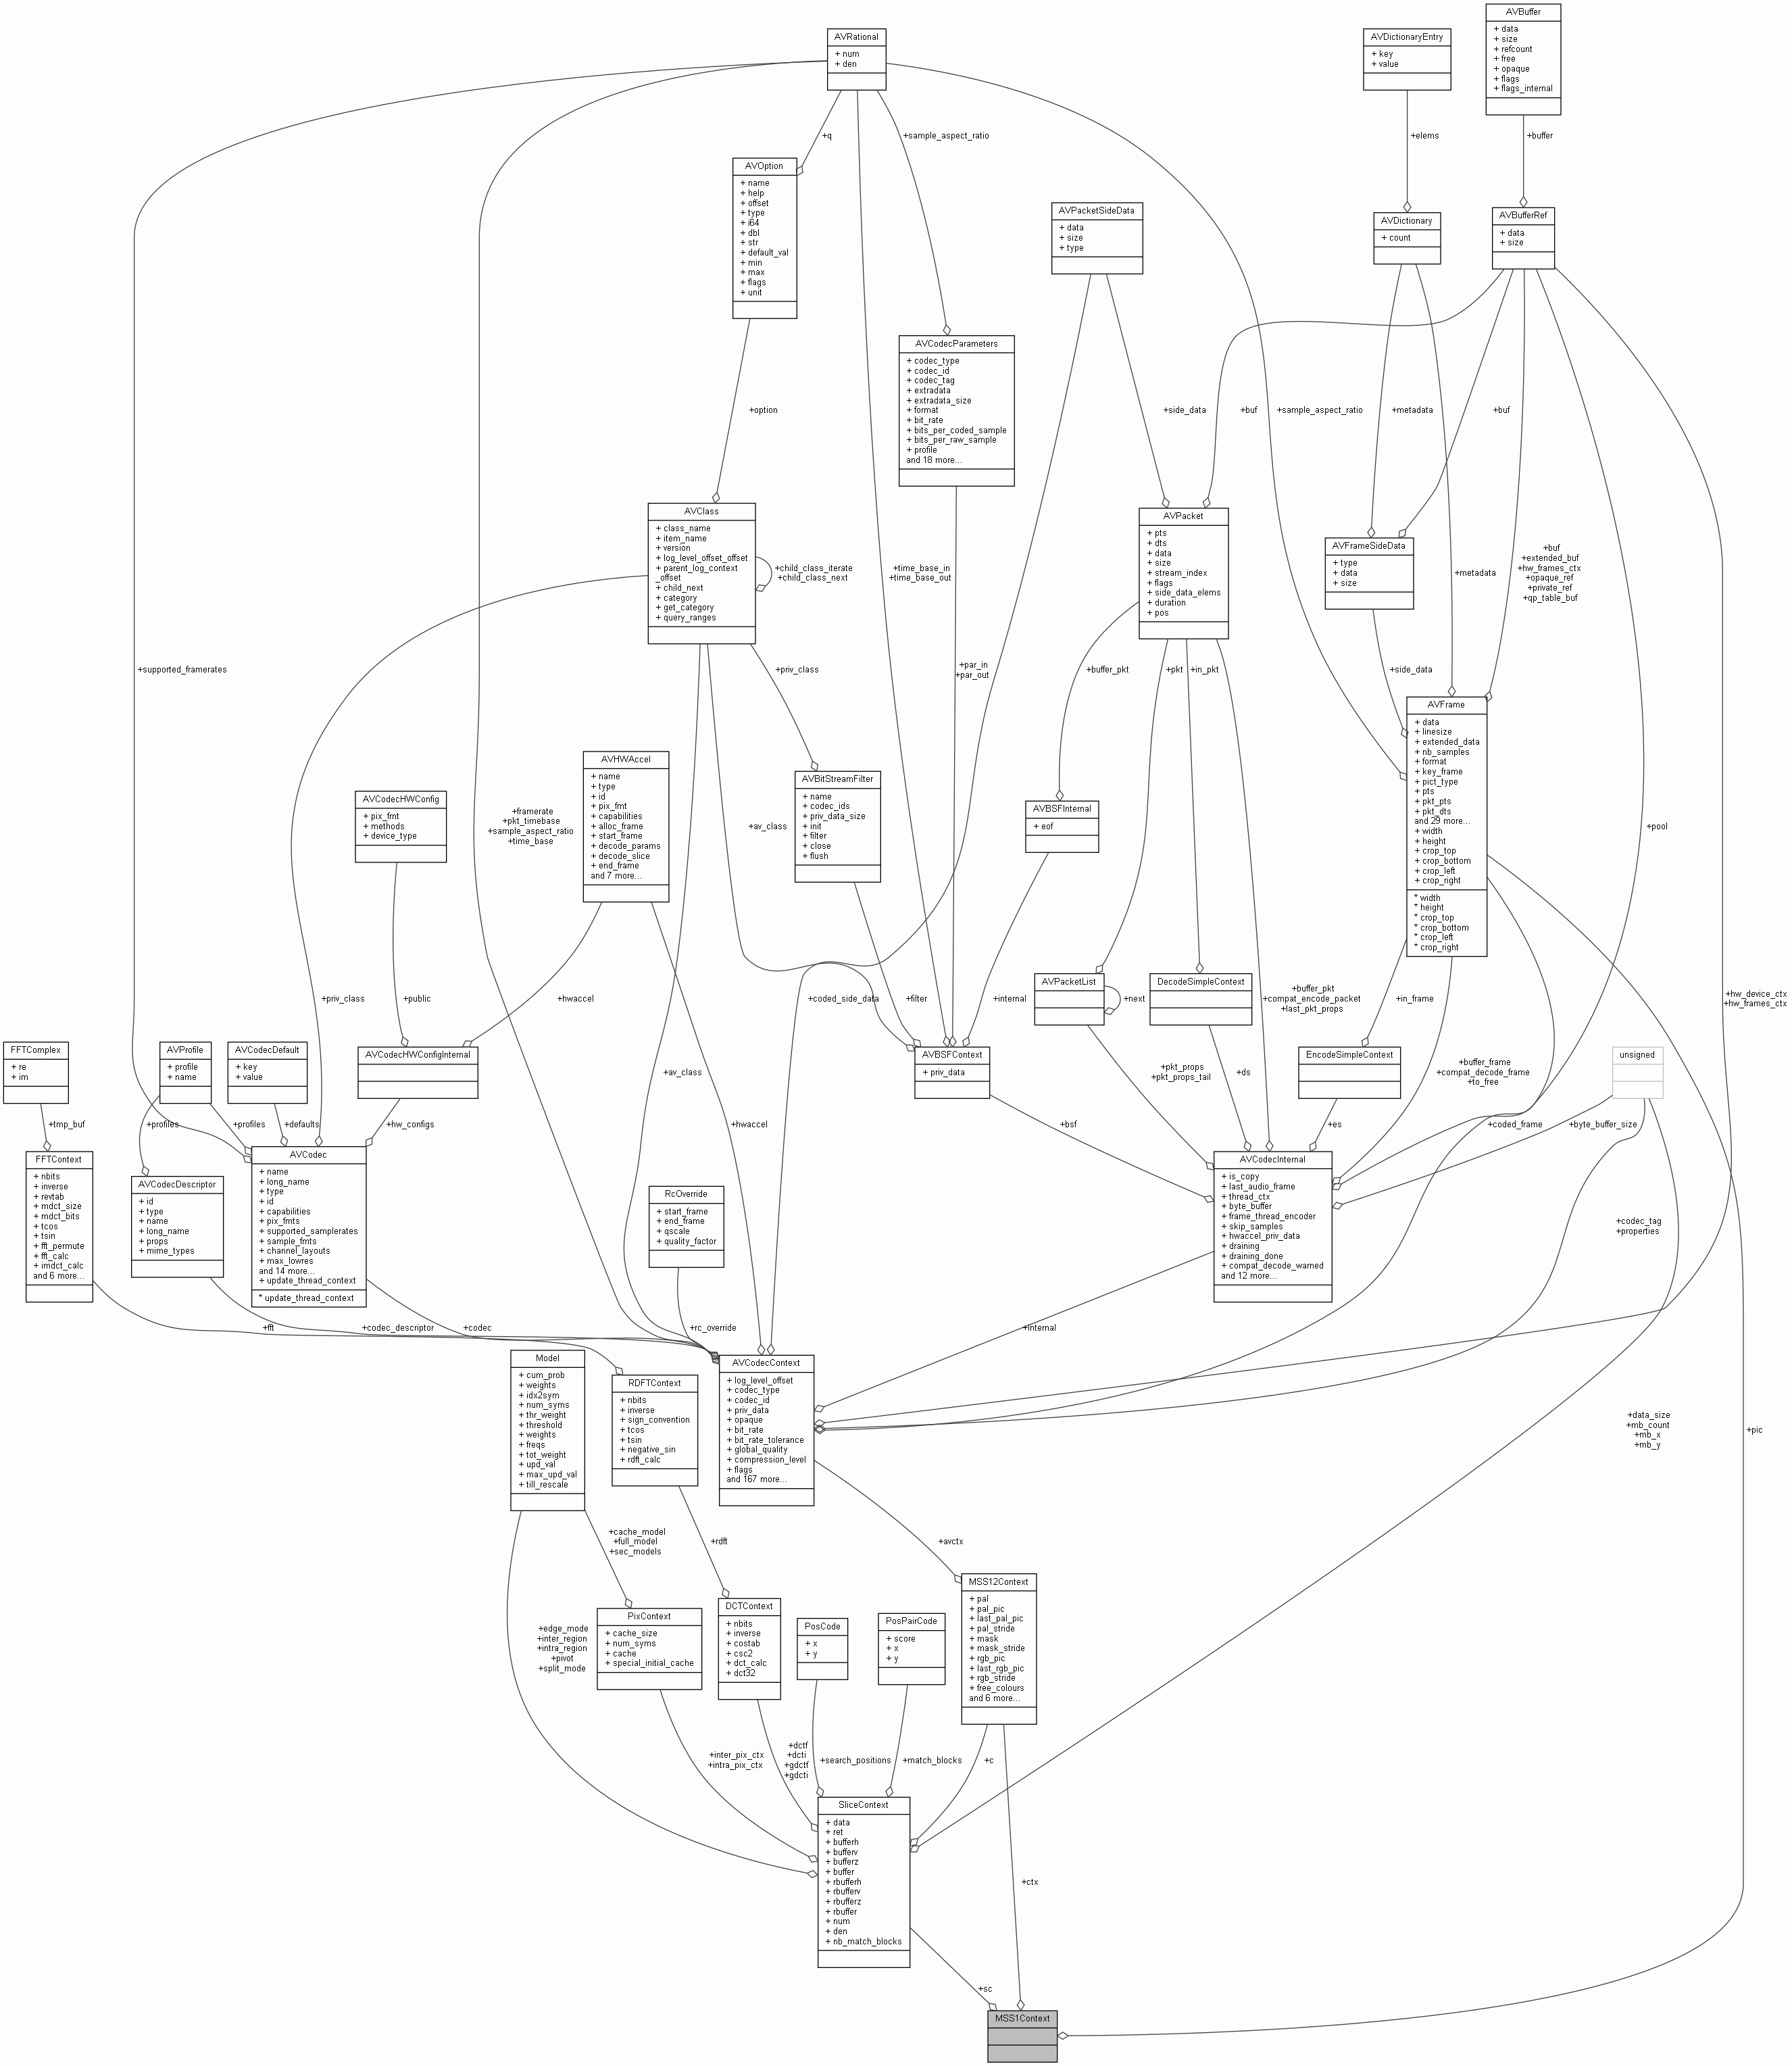 AVBuffer
+ data
+ size
+ refcount
+ free
+ opaque
+ flags
+ flags_internal
AVRational
+ num
+ den
AVDictionaryEntry
+ key
+ value
+q
+sample_aspect_ratio
+elems
+buffer
AVOption
+ name
+ help
+ offset
+ type
+ i64
+ dbl
+ str
+ default_val
+ min
+ max
+ flags
+ unit
AVPacketSideData
+ data
+ size
+ type
AVDictionary
+ count
AVBufferRef
+ data
+ size
AVCodecParameters
+ codec_type
+ codec_id
+ codec_tag
+ extradata
+ extradata_size
+ format
+ bit_rate
+ bits_per_coded_sample
+ bits_per_raw_sample
+ profile
and 18 more...
+option
+side_data
+buf
+sample_aspect_ratio
+metadata
+buf
AVClass
+ class_name
+ item_name
+ version
+ log_level_offset_offset
+ parent_log_context
_offset
+ child_next
+ category
+ get_category
+ query_ranges
+child_class_iterate
+child_class_next
+time_base_in
+time_base_out
AVPacket
+ pts
+ dts
+ data
+ size
+ stream_index
+ flags
+ side_data_elems
+ duration
+ pos
AVFrameSideData
+ type
+ data
+ size
+metadata
+buf
+extended_buf
+hw_frames_ctx
+opaque_ref
+private_ref
+qp_table_buf
+supported_framerates
+priv_class
+par_in
+par_out
+buffer_pkt
+pkt
+in_pkt
+side_data
AVFrame
+ data
+ linesize
+ extended_data
+ nb_samples
+ format
+ key_frame
+ pict_type
+ pts
+ pkt_pts
+ pkt_dts
and 29 more...
+ width
+ height
+ crop_top
+ crop_bottom
+ crop_left
+ crop_right
* width
* height
* crop_top
* crop_bottom
* crop_left
* crop_right
AVHWAccel
+ name
+ type
+ id
+ pix_fmt
+ capabilities
+ alloc_frame
+ start_frame
+ decode_params
+ decode_slice
+ end_frame
and 7 more...
AVBitStreamFilter
+ name
+ codec_ids
+ priv_data_size
+ init
+ filter
+ close
+ flush
AVCodecHWConfig
+ pix_fmt
+ methods
+ device_type
+framerate
+pkt_timebase
+sample_aspect_ratio
+time_base
+av_class
AVBSFInternal
+ eof
+pool
+priv_class
+public
+hwaccel
+coded_side_data
+filter
+internal
AVPacketList
+next
DecodeSimpleContext
+buffer_pkt
+compat_encode_packet
+last_pkt_props
+in_frame
+hw_device_ctx
+hw_frames_ctx
FFTComplex
+ re
+ im
AVProfile
+ profile
+ name
AVCodecDefault
+ key
+ value
AVCodecHWConfigInternal
+av_class
AVBSFContext
+ priv_data
+pkt_props
+pkt_props_tail
+ds
EncodeSimpleContext
+buffer_frame
+compat_decode_frame
+to_free
unsigned
+tmp_buf
+profiles
+profiles
+defaults
+hw_configs
+hwaccel
+bsf
+es
+coded_frame
+byte_buffer_size
FFTContext
+ nbits
+ inverse
+ revtab
+ mdct_size
+ mdct_bits
+ tcos
+ tsin
+ fft_permute
+ fft_calc
+ imdct_calc
and 6 more...
AVCodecDescriptor
+ id
+ type
+ name
+ long_name
+ props
+ mime_types
AVCodec
+ name
+ long_name
+ type
+ id
+ capabilities
+ pix_fmts
+ supported_samplerates
+ sample_fmts
+ channel_layouts
+ max_lowres
and 14 more...
+ update_thread_context
* update_thread_context
RcOverride
+ start_frame
+ end_frame
+ qscale
+ quality_factor
AVCodecInternal
+ is_copy
+ last_audio_frame
+ thread_ctx
+ byte_buffer
+ frame_thread_encoder
+ skip_samples
+ hwaccel_priv_data
+ draining
+ draining_done
+ compat_decode_warned
and 12 more...
+codec_tag
+properties
+fft
+codec_descriptor
+codec
+rc_override
+internal
Model
+ cum_prob
+ weights
+ idx2sym
+ num_syms
+ thr_weight
+ threshold
+ weights
+ freqs
+ tot_weight
+ upd_val
+ max_upd_val
+ till_rescale
RDFTContext
+ nbits
+ inverse
+ sign_convention
+ tcos
+ tsin
+ negative_sin
+ rdft_calc
AVCodecContext
+ log_level_offset
+ codec_type
+ codec_id
+ priv_data
+ opaque
+ bit_rate
+ bit_rate_tolerance
+ global_quality
+ compression_level
+ flags
and 167 more...
+data_size
+mb_count
+mb_x
+mb_y
+pic
+cache_model
+full_model
+sec_models
+rdft
+avctx
MSS12Context
+ pal
+ pal_pic
+ last_pal_pic
+ pal_stride
+ mask
+ mask_stride
+ rgb_pic
+ last_rgb_pic
+ rgb_stride
+ free_colours
and 6 more...
+edge_mode
+inter_region
+intra_region
+pivot
+split_mode
PixContext
+ cache_size
+ num_syms
+ cache
+ special_initial_cache
DCTContext
+ nbits
+ inverse
+ costab
+ csc2
+ dct_calc
+ dct32
PosCode
+ x
+ y
PosPairCode
+ score
+ x
+ y
+inter_pix_ctx
+intra_pix_ctx
+dctf
+dcti
+gdctf
+gdcti
+search_positions
+match_blocks
+c
SliceContext
+ data
+ ret
+ bufferh
+ bufferv
+ bufferz
+ buffer
+ rbufferh
+ rbufferv
+ rbufferz
+ rbuffer
+ num
+ den
+ nb_match_blocks
+ctx
+sc
MSS1Context